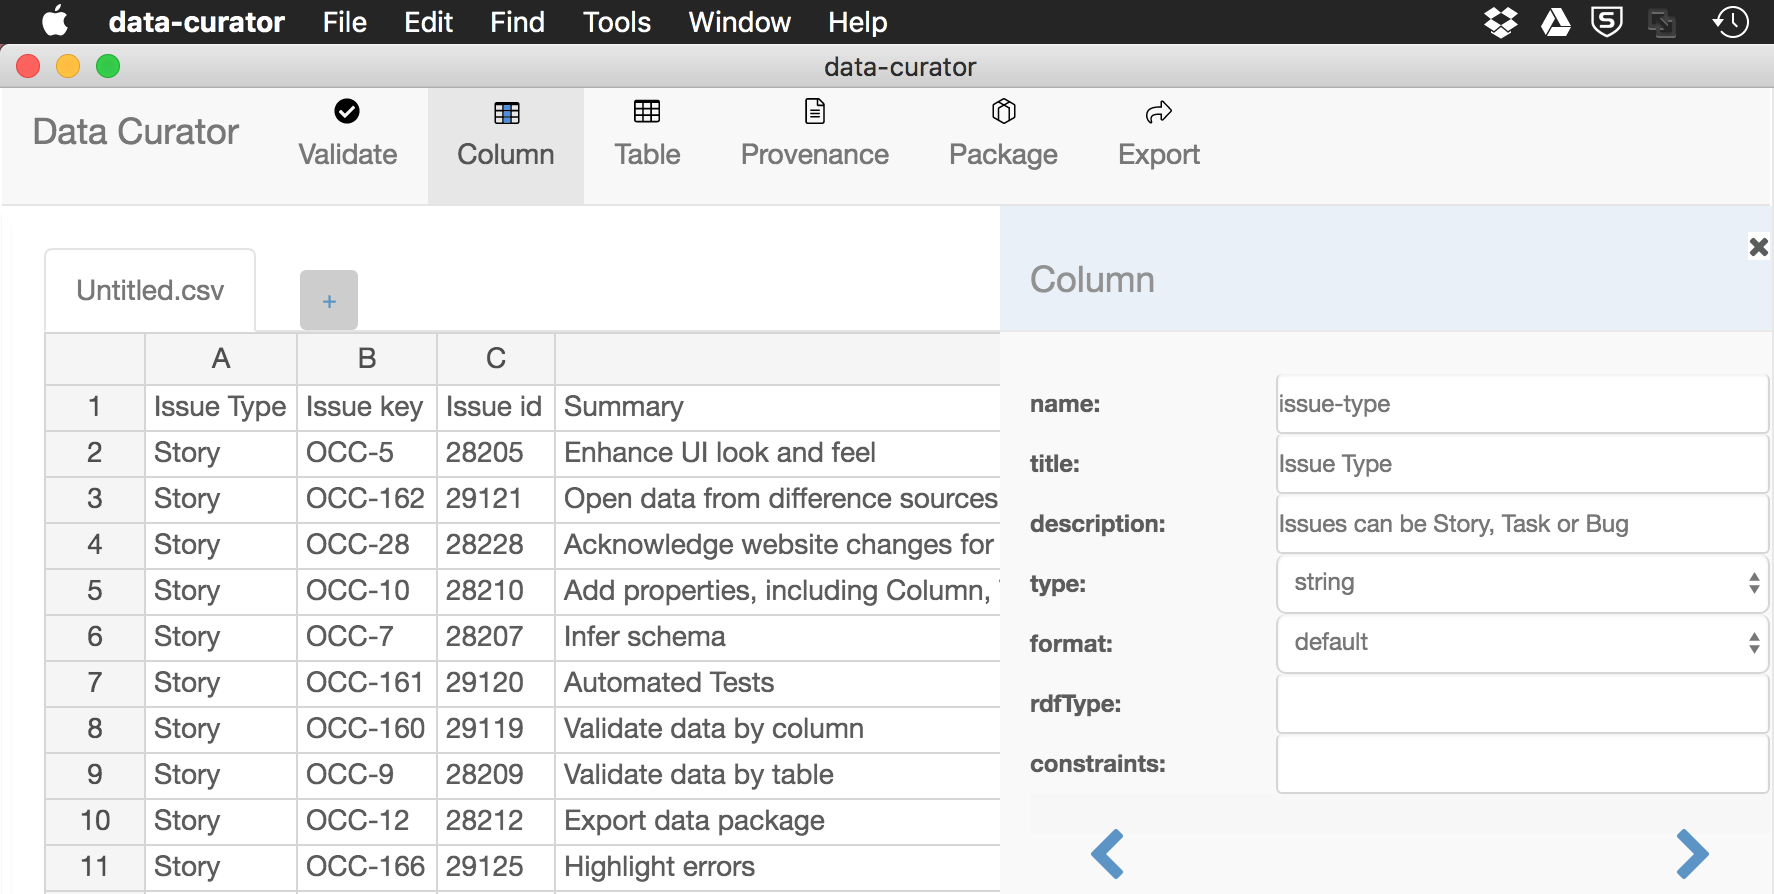 data-curator File Edit Find Tools Window Help
data-curator
Data Curator Validate Column Table Provenance Package Export
Untitled.csv +
Column
A B C
1 Issue Type Issue key Issue id Summary
2 Story OCC-5 28205 Enhance UI look and feel
3 Story OCC-162 29121 Open data from difference sources
4 Story OCC-28 28228 Acknowledge website changes for
5 Story OCC-10 28210 Add properties, including Column,
6 Story OCC-7 28207 Infer schema
7 Story OCC-161 29120 Automated Tests
8 Story OCC-160 29119 Validate data by column
9 Story OCC-9 28209 Validate data by table
10 Story OCC-12 28212 Export data package
11 Story OCC-166 29125 Highlight errors
name: issue-type
title: Issue Type
description: Issues can be Story, Task or Bug
type: string
format: default
rdfType:
constraints: